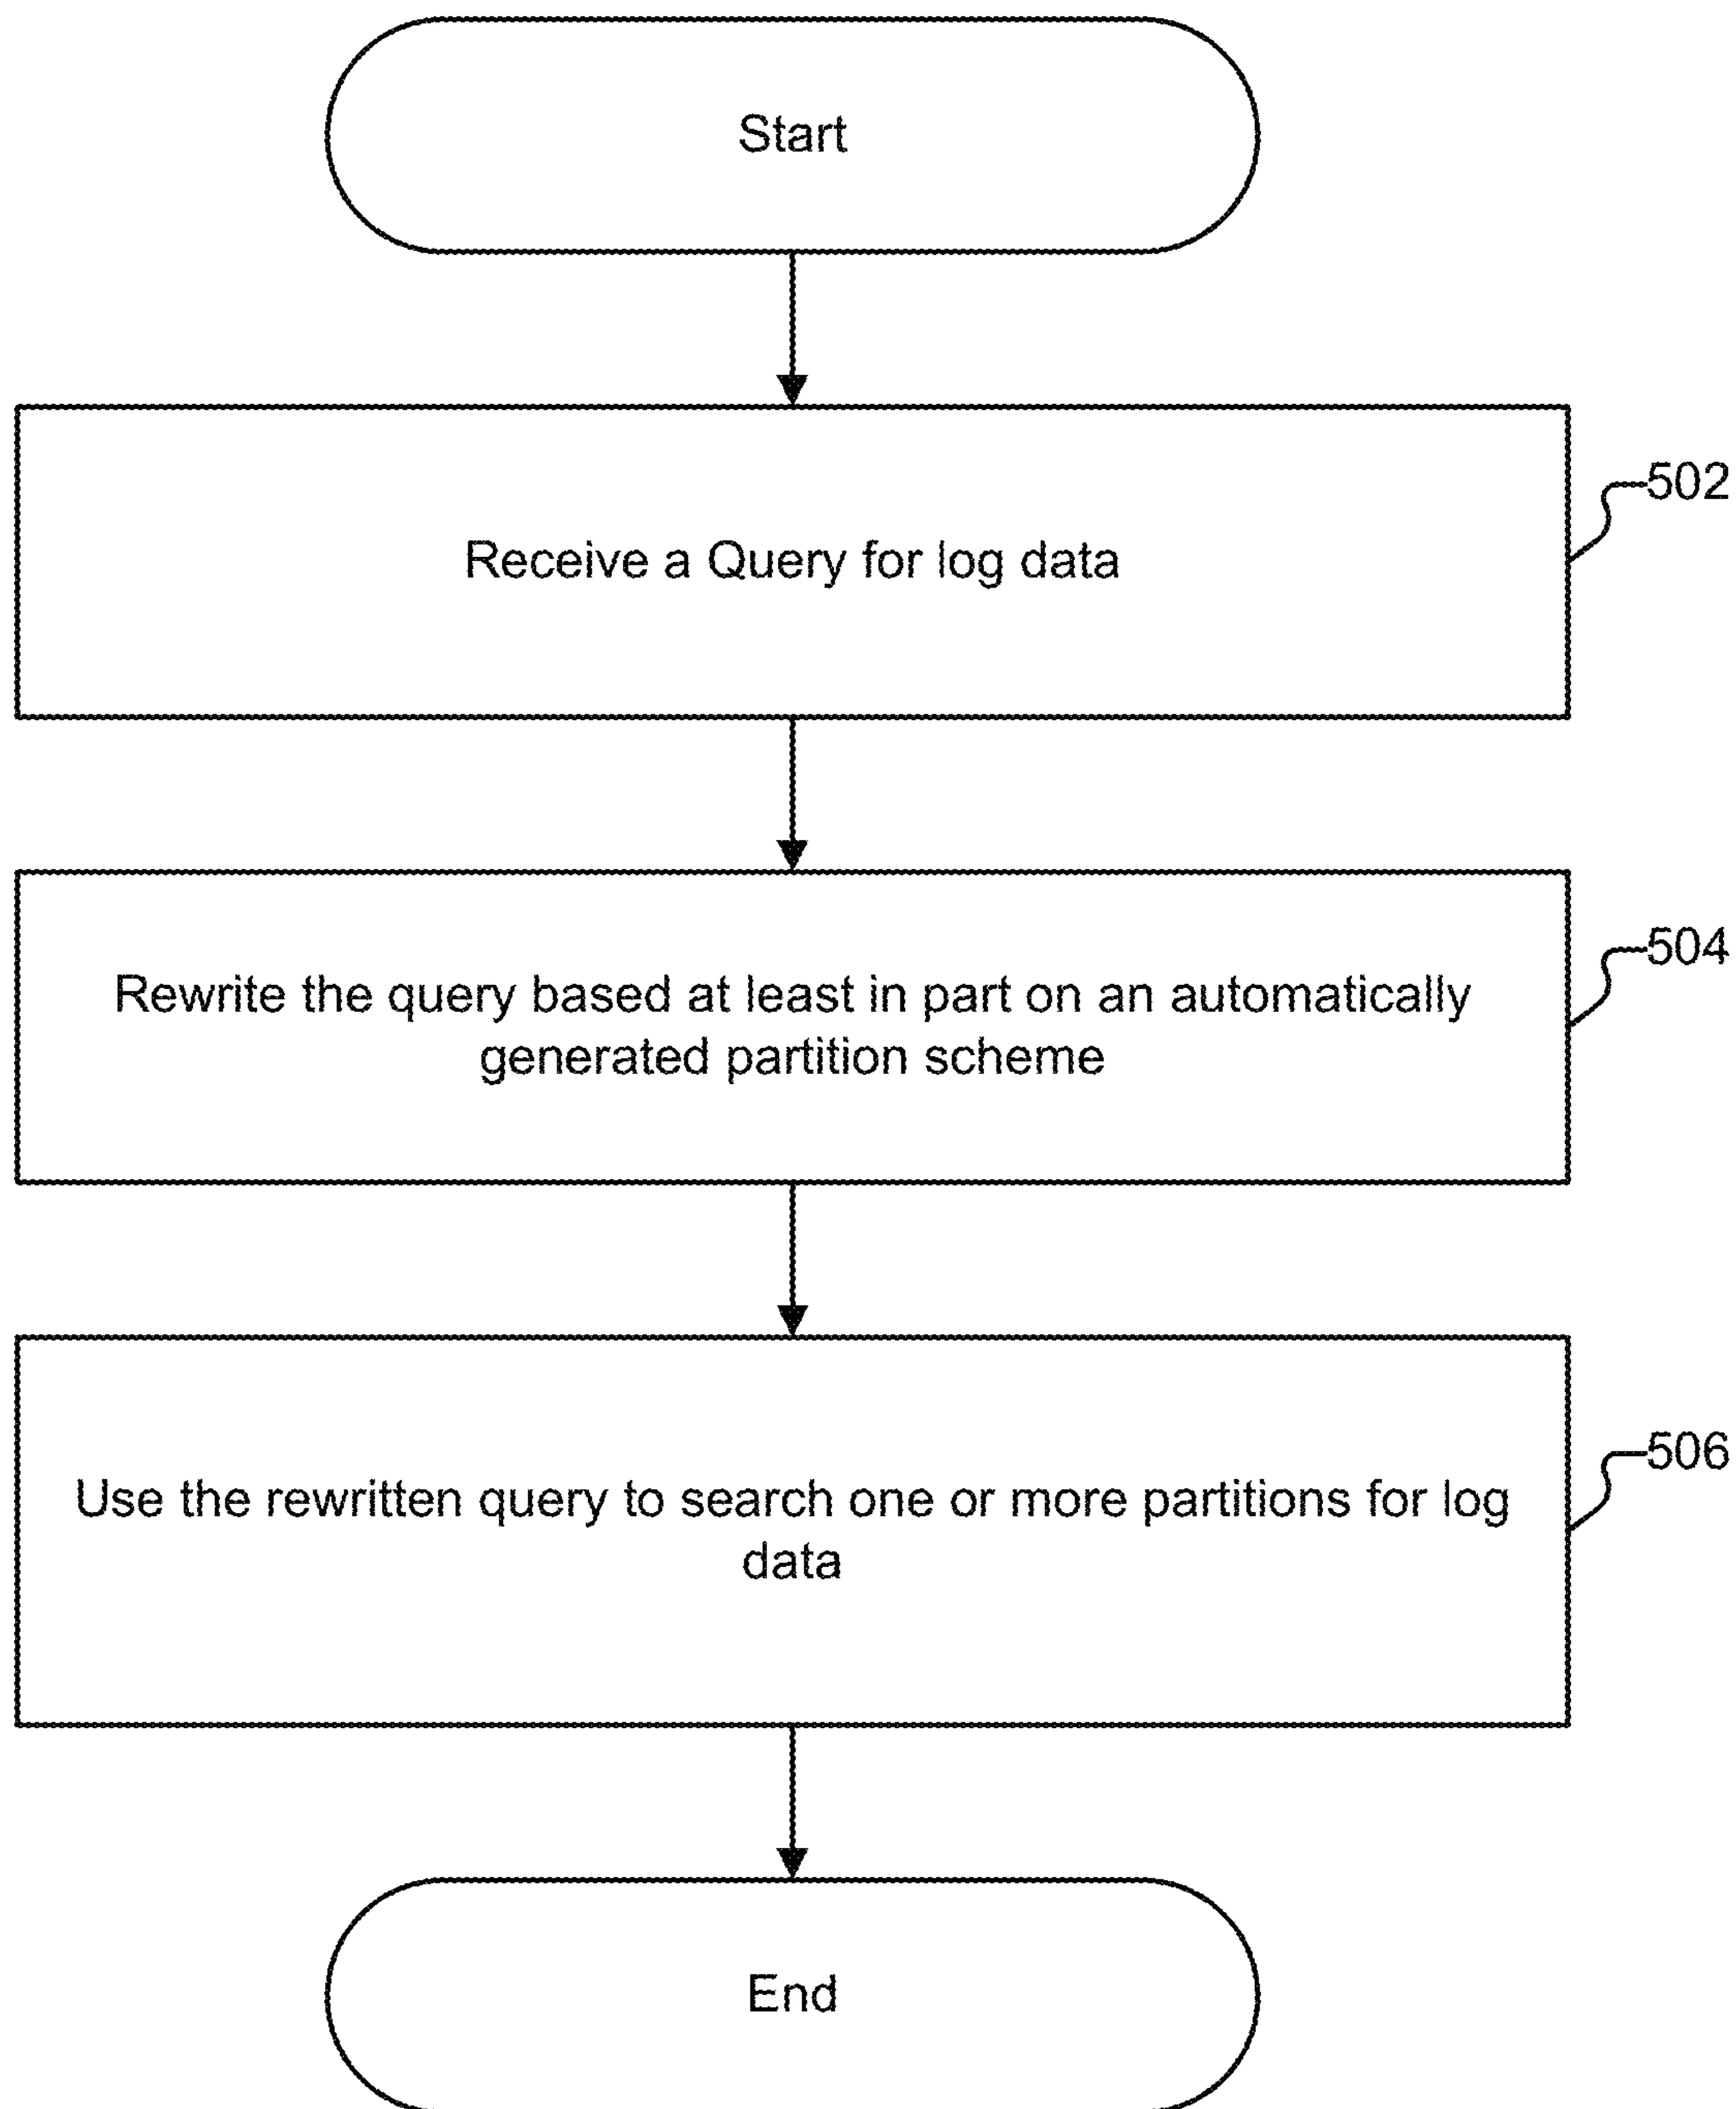 Start
Receive a Query for log data
502
Rewrite the query based at least in part on an automatically
generated partition scheme
504
Use the rewritten query to search one or more partitions for log
data
506
End